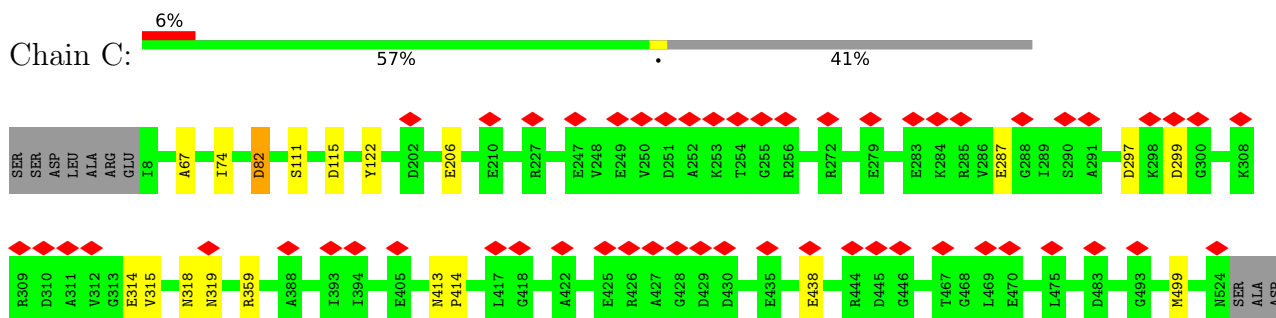 6%
Chain C:
57% • 41%
SER SER ASP LEU ALA ARG GLU I8 A67 I74 D82 S111 D115 Y122 D202 E206 E210 R227 E247 V248 E249 V250 D251 A252 K253 T254 G255 R256 R272 E279 E283 K284 R285 V286 E287 G288 I289 S290 A291 D297 K298 D299 G300 K308
R309 D310 A311 V312 G313 E314 V315 N318 N319 R359 A388 I393 I394 E405 N413 P414 L417 G418 A422 E425 R426 A427 G428 D429 D430 E435 E438 R444 D445 G446 T467 G468 L469 E470 L475 D483 G493 M499 N524 SER ALA ASP